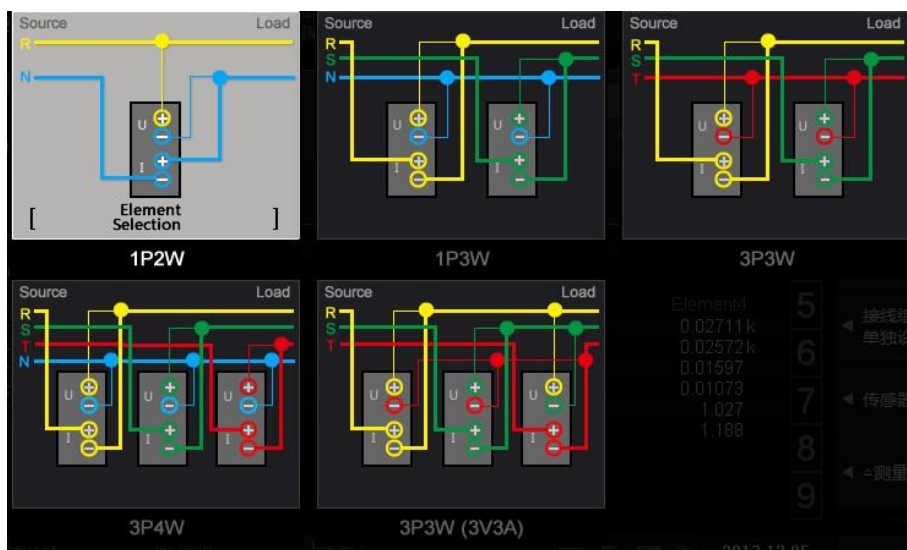 Source Load
R
N
U
I
[ Element Selection ]
1P2W
Source Load
R
S
N
U U
I I
1P3W
Source Load
R
S
T
U U
I I
3P3W
Source Load
R
S
T
N
U U U
I I I
3P4W
Source Load
R
S
T
U U U
I I I
3P3W (3V3A)
Element4
0.02711k
0.02572k
0.01597
0.01073
1.027
1.188
5
6
7
8
9
接线组
单独设
传感器
△测量